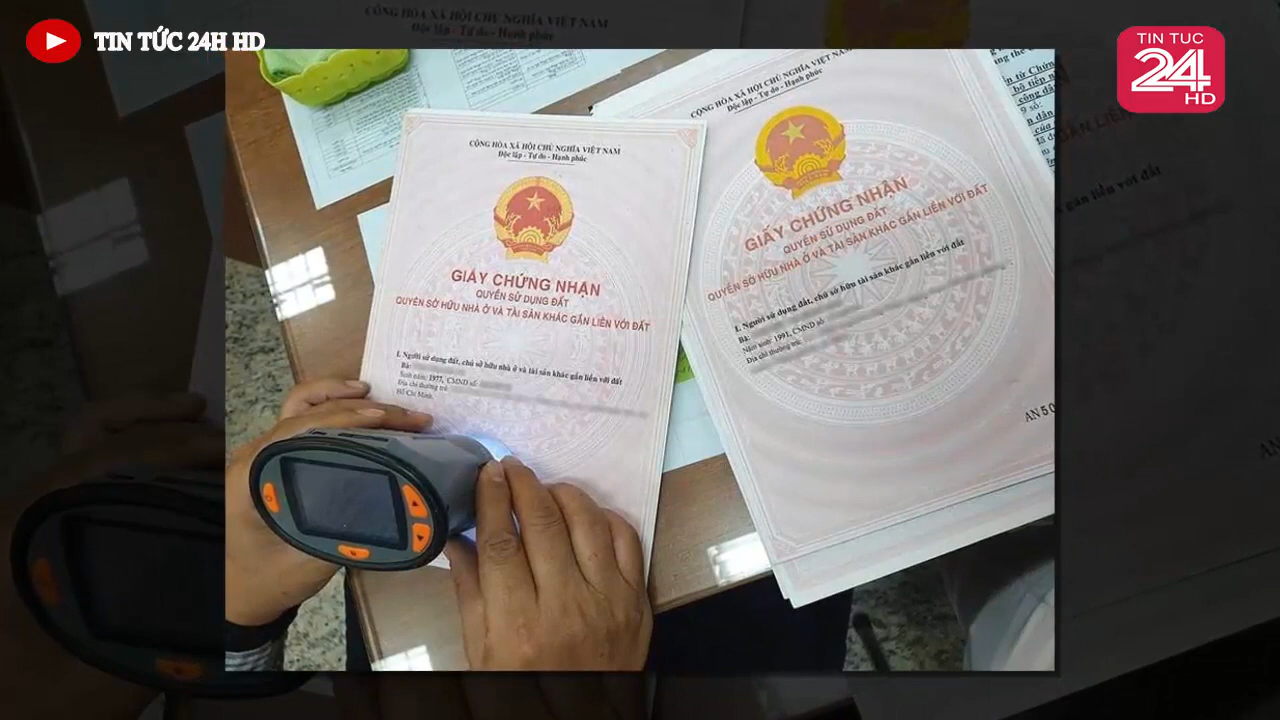 TIN TỨC 24H HD
TIN TUC
24
HD
CỘNG HÒA XÃ HỘI CHỦ NGHĨA VIỆT NAM
Độc lập - Tự do - Hạnh phúc
GIẤY CHỨNG NHẬN
QUYỀN SỬ DỤNG ĐẤT
QUYỀN SỞ HỮU NHÀ Ở VÀ TÀI SẢN KHÁC GẮN LIỀN VỚI ĐẤT
I. Người sử dụng đất, chủ sở hữu nhà ở và tài sản khác gắn liền với đất
Bà:
Sinh năm: 1977, CMND số:
Địa chỉ thường trú:
Hồ Chí Minh.
CỘNG HÒA XÃ HỘI CHỦ NGHĨA VIỆT NAM
Độc lập - Tự do - Hạnh phúc
GIẤY CHỨNG NHẬN
QUYỀN SỬ DỤNG ĐẤT
QUYỀN SỞ HỮU NHÀ Ở VÀ TÀI SẢN KHÁC GẮN LIỀN VỚI ĐẤT
I. Người sử dụng đất, chủ sở hữu nhà ở và tài sản khác gắn liền với đất
Bà:
Năm sinh: 1991, CMND số:
Địa chỉ thường trú:
AN 50